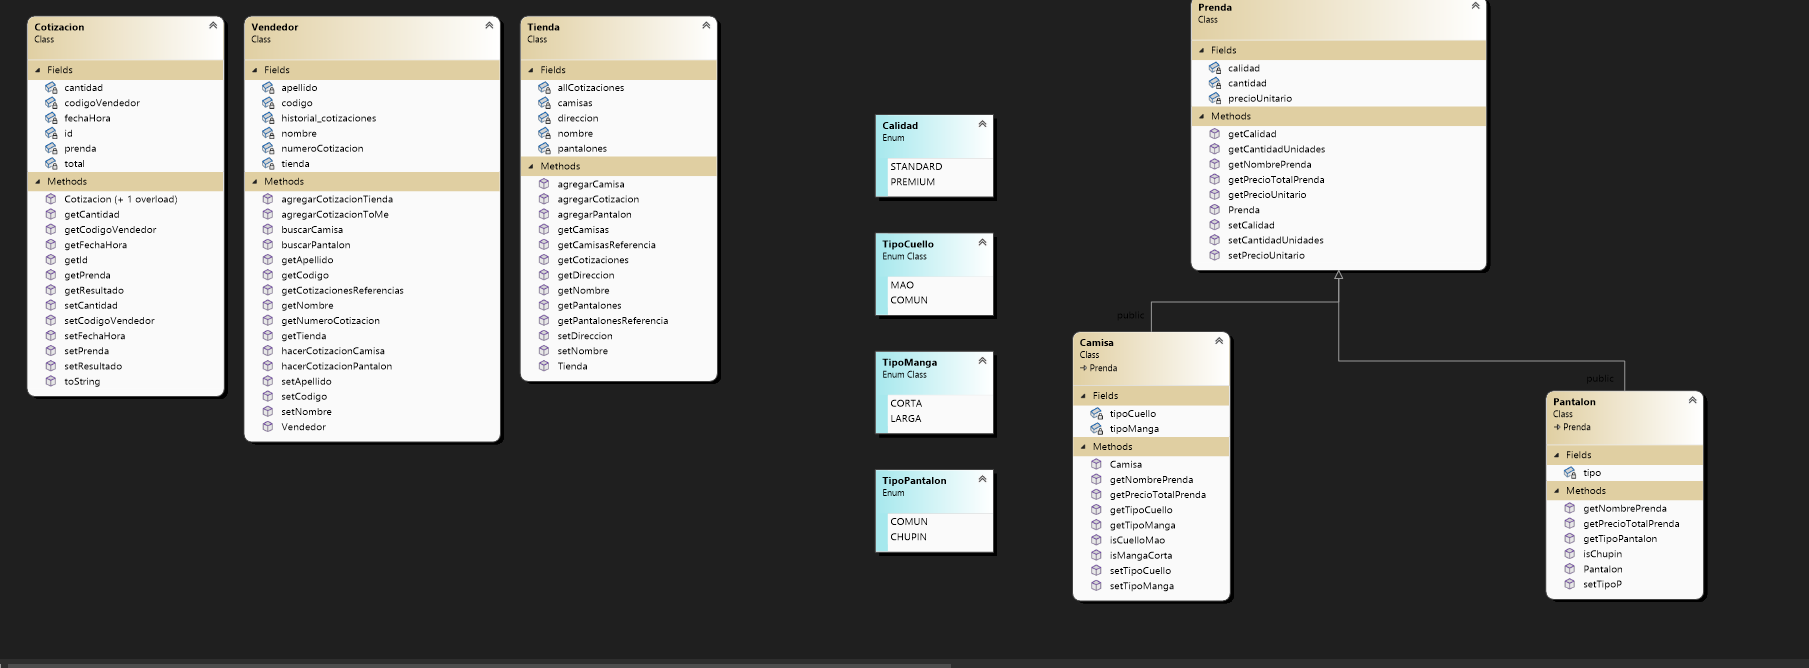 Cotizacion
Class
Fields
cantidad
codigoVendedor
fechaHora
id
prenda
total
Methods
Cotizacion (+ 1 overload)
getCantidad
getCodigoVendedor
getFechaHora
getId
getPrenda
getResultado
setCantidad
setCodigoVendedor
setFechaHora
setPrenda
setResultado
toString
Vendedor
Class
Fields
apellido
codigo
historial_cotizaciones
nombre
numeroCotizacion
tienda
Methods
agregarCotizacionTienda
agregarCotizacionToMe
buscarCamisa
buscarPantalon
getApellido
getCodigo
getCotizacionesReferencias
getNombre
getNumeroCotizacion
getTienda
hacerCotizacionCamisa
hacerCotizacionPantalon
setApellido
setCodigo
setNombre
Vendedor
Tienda
Class
Fields
allCotizaciones
camisas
direccion
nombre
pantalones
Methods
agregarCamisa
agregarCotizacion
agregarPantalon
getCamisas
getCamisasReferencia
getCotizaciones
getDireccion
getNombre
getPantalones
getPantalonesReferencia
setDireccion
setNombre
Tienda
Calidad
Enum
STANDARD
PREMIUM
TipoCuello
Enum Class
MAO
COMUN
TipoManga
Enum Class
CORTA
LARGA
TipoPantalon
Enum
COMUN
CHUPIN
Prenda
Class
Fields
calidad
cantidad
precioUnitario
Methods
getCalidad
getCantidadUnidades
getNombrePrenda
getPrecioTotalPrenda
getPrecioUnitario
Prenda
setCalidad
setCantidadUnidades
setPrecioUnitario
public
Camisa
Class
Prenda
Fields
tipoCuello
tipoManga
Methods
Camisa
getNombrePrenda
getPrecioTotalPrenda
getTipoCuello
getTipoManga
isCuelloMao
isMangaCorta
setTipoCuello
setTipoManga
public
Pantalon
Class
Prenda
Fields
tipo
Methods
getNombrePrenda
getPrecioTotalPrenda
getTipoPantalon
isChupin
Pantalon
setTipoP